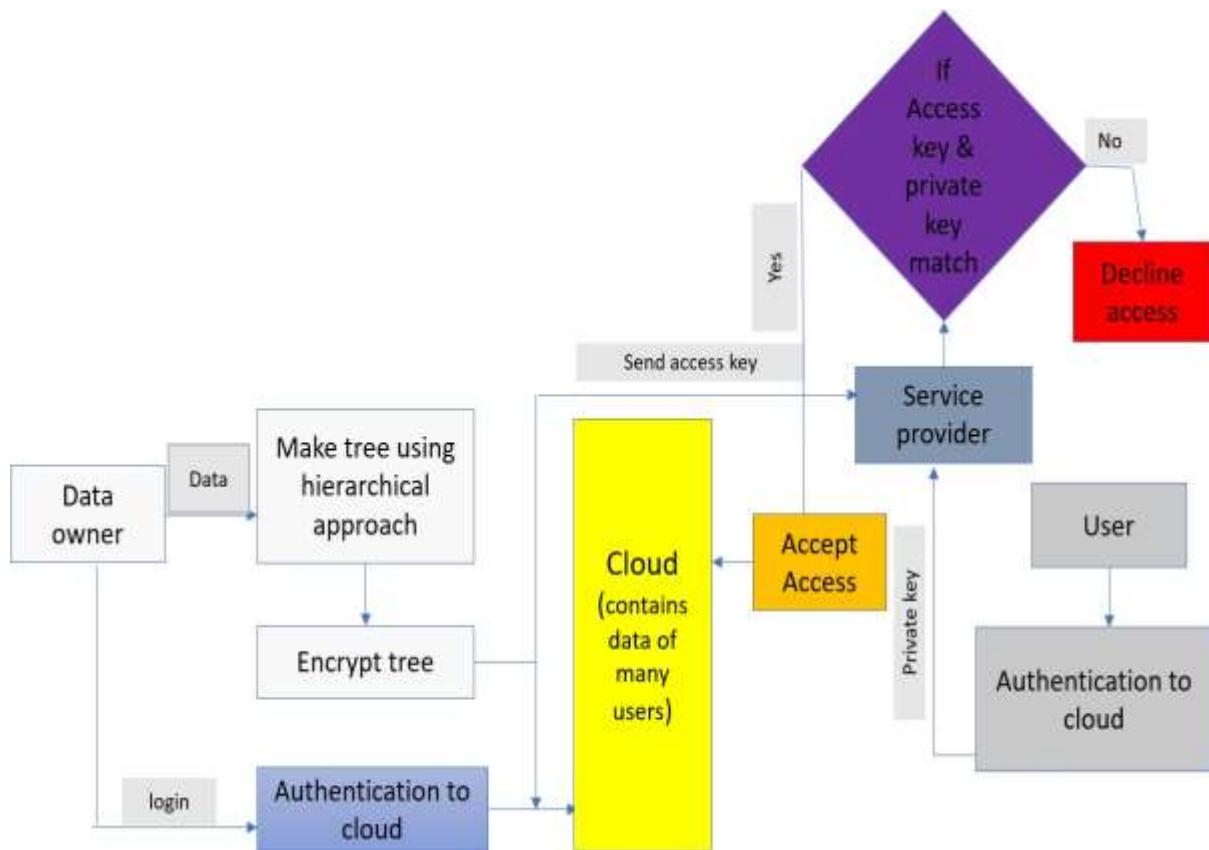 If
Access
key &
private
key
match
No
Decline
access
Yes
Send access key
Service
provider
Make tree using
hierarchical
approach
Data
Data
owner
Cloud
(contains
data of
many
users)
Accept
Access
User
Private key
Encrypt tree
Authentication to
cloud
login
Authentication to
cloud